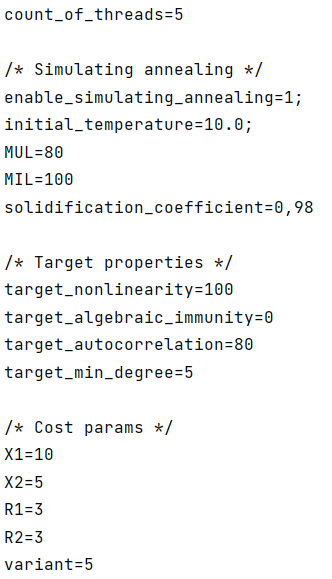 count_of_threads=5
/* Simulating annealing */
enable_simulating_annealing=1;
initial_temperature=10.0;
MUL=80
MIL=100
solidification_coefficient=0,98
/* Target properties */
target_nonlinearity=100
target_algebraic_immunity=0
target_autocorrelation=80
target_min_degree=5
/* Cost params */
X1=10
X2=5
R1=3
R2=3
variant=5